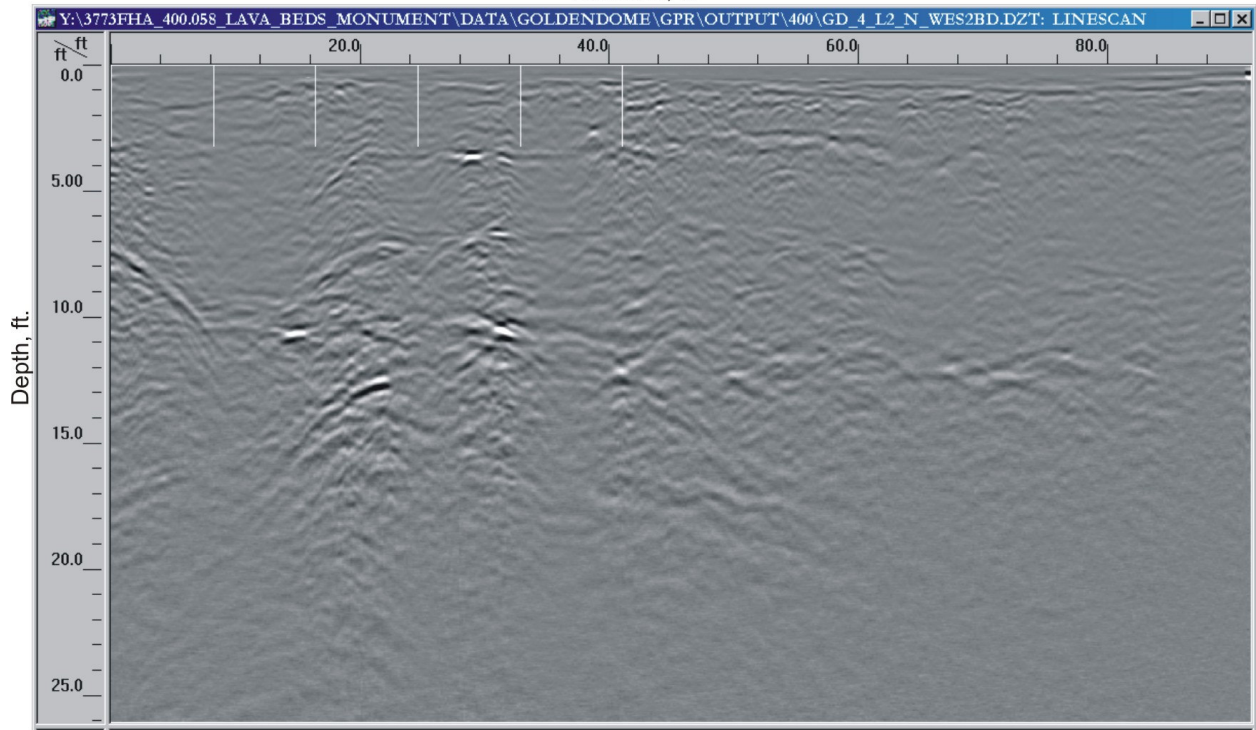 Y:\3773FHA_400.058_LAVA_BEDS_MONUMENT\DATA\GOLDENDOME\GPR\OUTPUT\400\GD_4_L2_N_WES2BD.DZT: LINESCAN
ft ft
20.0 40.0 60.0 80.0
0.0
5.00
10.0
15.0
20.0
25.0
Depth, ft.